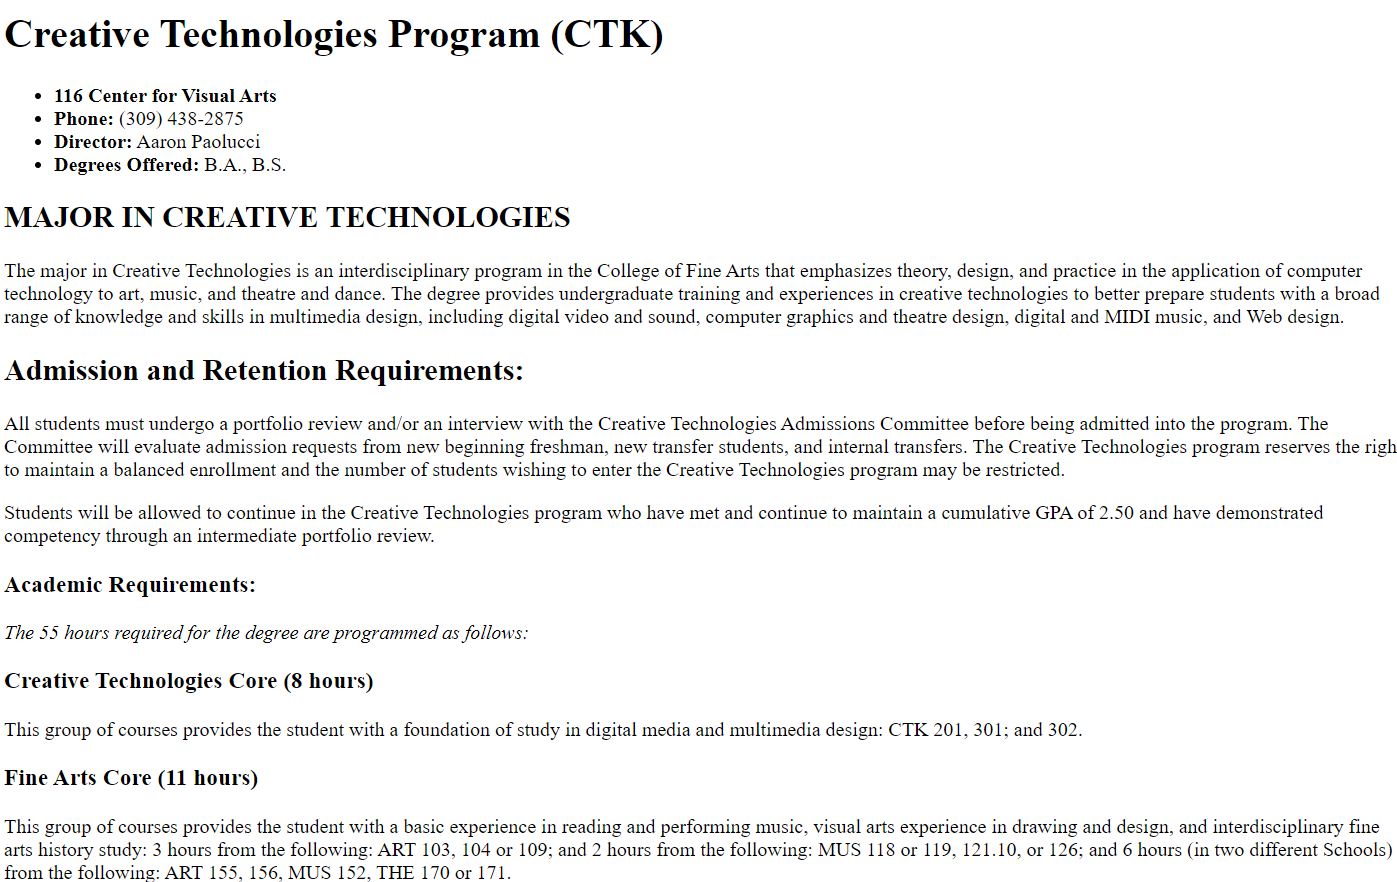 Creative Technologies Program (CTK)
• 116 Center for Visual Arts
• Phone: (309) 438-2875
• Director: Aaron Paolucci
• Degrees Offered: B.A., B.S.
MAJOR IN CREATIVE TECHNOLOGIES
The major in Creative Technologies is an interdisciplinary program in the College of Fine Arts that emphasizes theory, design, and practice in the application of computer
technology to art, music, and theatre and dance. The degree provides undergraduate training and experiences in creative technologies to better prepare students with a broad
range of knowledge and skills in multimedia design, including digital video and sound, computer graphics and theatre design, digital and MIDI music, and Web design.
Admission and Retention Requirements:
All students must undergo a portfolio review and/or an interview with the Creative Technologies Admissions Committee before being admitted into the program. The
Committee will evaluate admission requests from new beginning freshman, new transfer students, and internal transfers. The Creative Technologies program reserves the righ
to maintain a balanced enrollment and the number of students wishing to enter the Creative Technologies program may be restricted.
Students will be allowed to continue in the Creative Technologies program who have met and continue to maintain a cumulative GPA of 2.50 and have demonstrated
competency through an intermediate portfolio review.
Academic Requirements:
The 55 hours required for the degree are programmed as follows:
Creative Technologies Core (8 hours)
This group of courses provides the student with a foundation of study in digital media and multimedia design: CTK 201, 301; and 302.
Fine Arts Core (11 hours)
This group of courses provides the student with a basic experience in reading and performing music, visual arts experience in drawing and design, and interdisciplinary fine
arts history study: 3 hours from the following: ART 103, 104 or 109; and 2 hours from the following: MUS 118 or 119, 121.10, or 126; and 6 hours (in two different Schools)
from the following: ART 155, 156, MUS 152, THE 170 or 171.